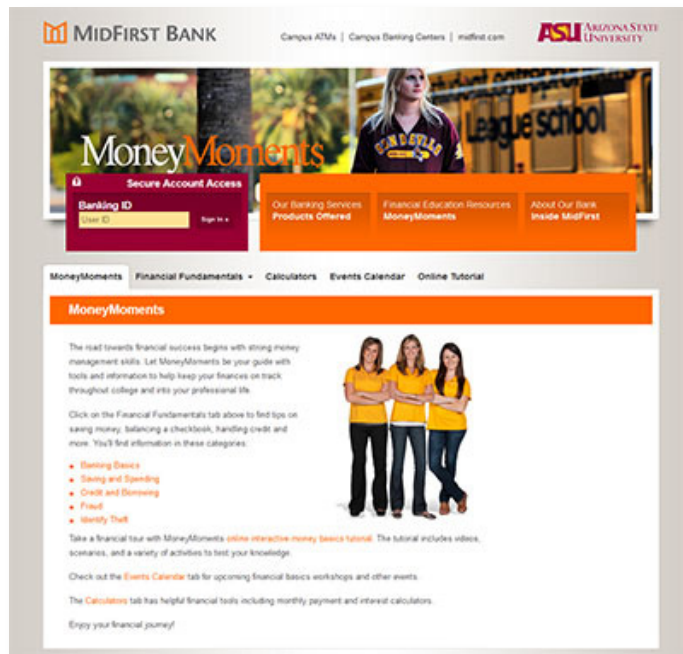 MIDFIRST BANK
Campus ATMs | Campus Banking Centers | midfirst.com
ASU ARIZONA STATE
UNIVERSITY
student entrepreneurs
League school
SUN DEVILS
MoneyMoments
Secure Account Access
Banking ID
User ID
Sign In »
Our Banking Services
Products Offered
Financial Education Resources
MoneyMoments
About Our Bank
Inside MidFirst
MoneyMoments Financial Fundamentals Calculators Events Calendar Online Tutorial
MoneyMoments
The road towards financial success begins with strong money
management skills. Let MoneyMoments be your guide with
tools and information to help keep your finances on track
throughout college and into your professional life.
Click on the Financial Fundamentals tab above to find tips on
saving money, balancing a checkbook, handling credit and
more. You'll find information in these categories:
Banking Basics
Saving and Spending
Credit and Borrowing
Fraud
Identify Theft
Take a financial tour with MoneyMoments online interactive money basics tutorial. The tutorial includes videos,
scenarios, and a variety of activities to test your knowledge.
Check out the Events Calendar tab for upcoming financial basics workshops and other events.
The Calculators tab has helpful financial tools including monthly payment and interest calculators.
Enjoy your financial journey!